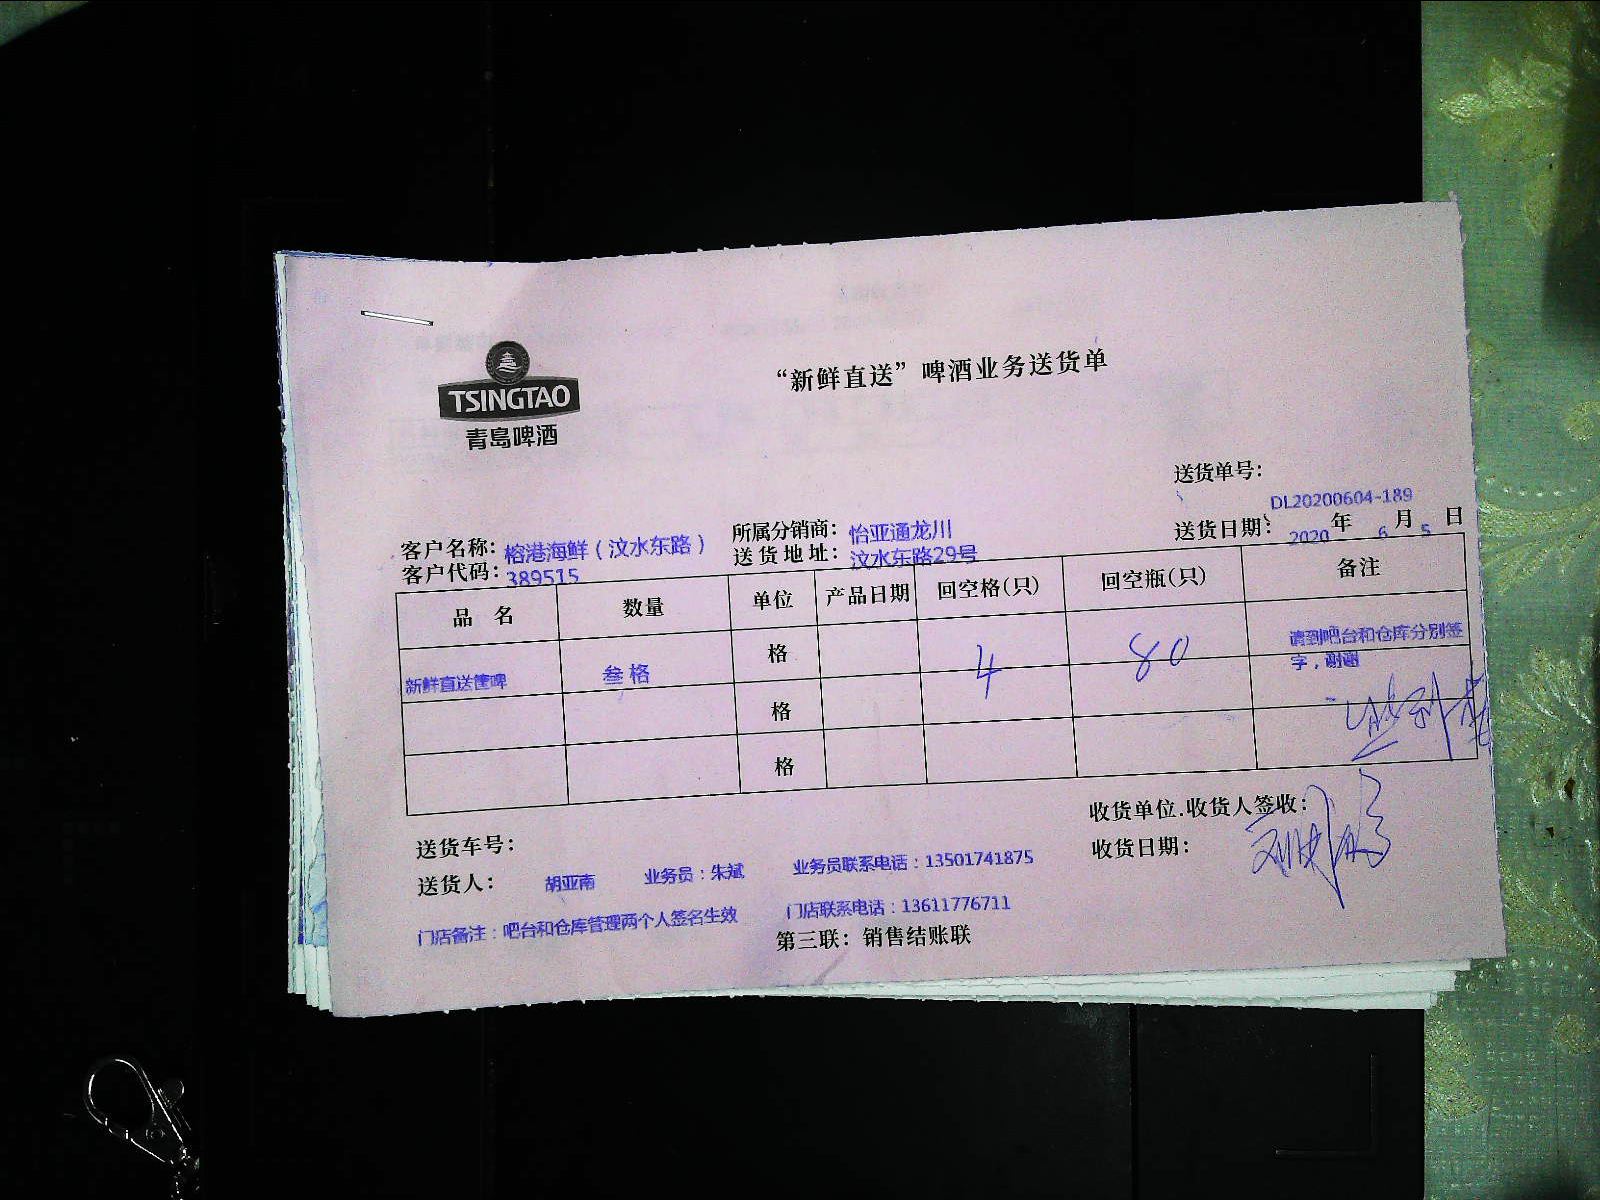 TSINGTAO
青岛啤酒
“新鲜直送”啤酒业务送货单
送货单号：
DL20200604-189
送货日期： 2020 年 6 月 5 日
客户名称：榕港海鲜（汶水东路） 所属分销商：怡亚通龙川
客户代码：389515 送货地址：汶水东路29号
品 名 数量 单位 产品日期 回空格(只) 回空瓶(只) 备注
新鲜直送筐啤 叁格 格 4 80 请到吧台和仓库分别签
字，谢谢
格
格
收货单位.收货人签收：
送货车号： 收货日期：
送货人： 胡亚南 业务员：朱斌 业务员联系电话：13501741875
门店备注：吧台和仓库管理两个人签名生效 门店联系电话：13611776711
第三联：销售结账联